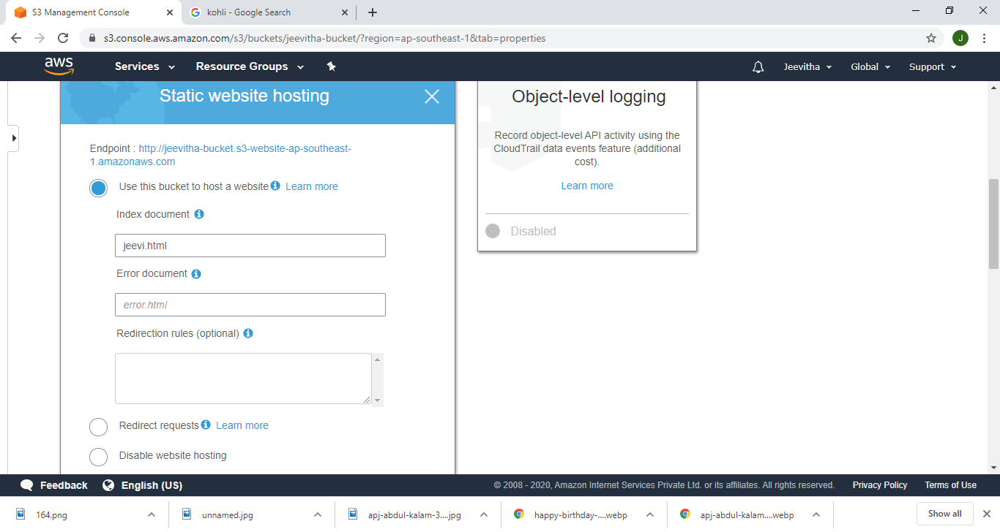 S3 Management Console
kohli - Google Search
s3.console.aws.amazon.com/s3/buckets/jeevitha-bucket/?region=ap-southeast-1&tab=properties
J
aws
Services
Resource Groups
Jeevitha
Global
Support
Static website hosting
Endpoint : http://jeevitha-bucket.s3-website-ap-southeast-
1.amazonaws.com
Use this bucket to host a website Learn more
Index document
jeevi.html
Error document
error.html
Redirection rules (optional)
Redirect requests Learn more
Disable website hosting
Object-level logging
Record object-level API activity using the
CloudTrail data events feature (additional
cost).
Learn more
Disabled
Feedback
English (US)
© 2008 - 2020, Amazon Internet Services Private Ltd. or its affiliates. All rights reserved.
Privacy Policy
Terms of Use
164.png
unnamed.jpg
apj-abdul-kalam-3....jpg
happy-birthday-....webp
apj-abdul-kalam....webp
Show all